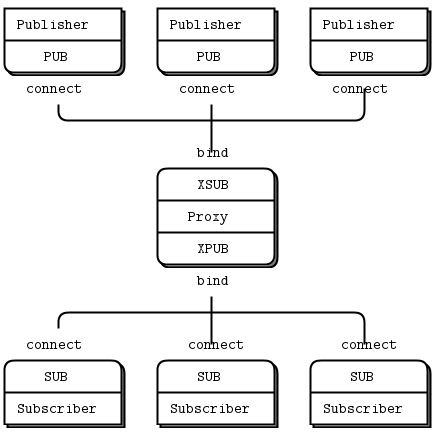 Publisher Publisher Publisher
PUB PUB PUB
connect connect connect
bind
XSUB
Proxy
XPUB
bind
connect connect connect
SUB SUB SUB
Subscriber Subscriber Subscriber